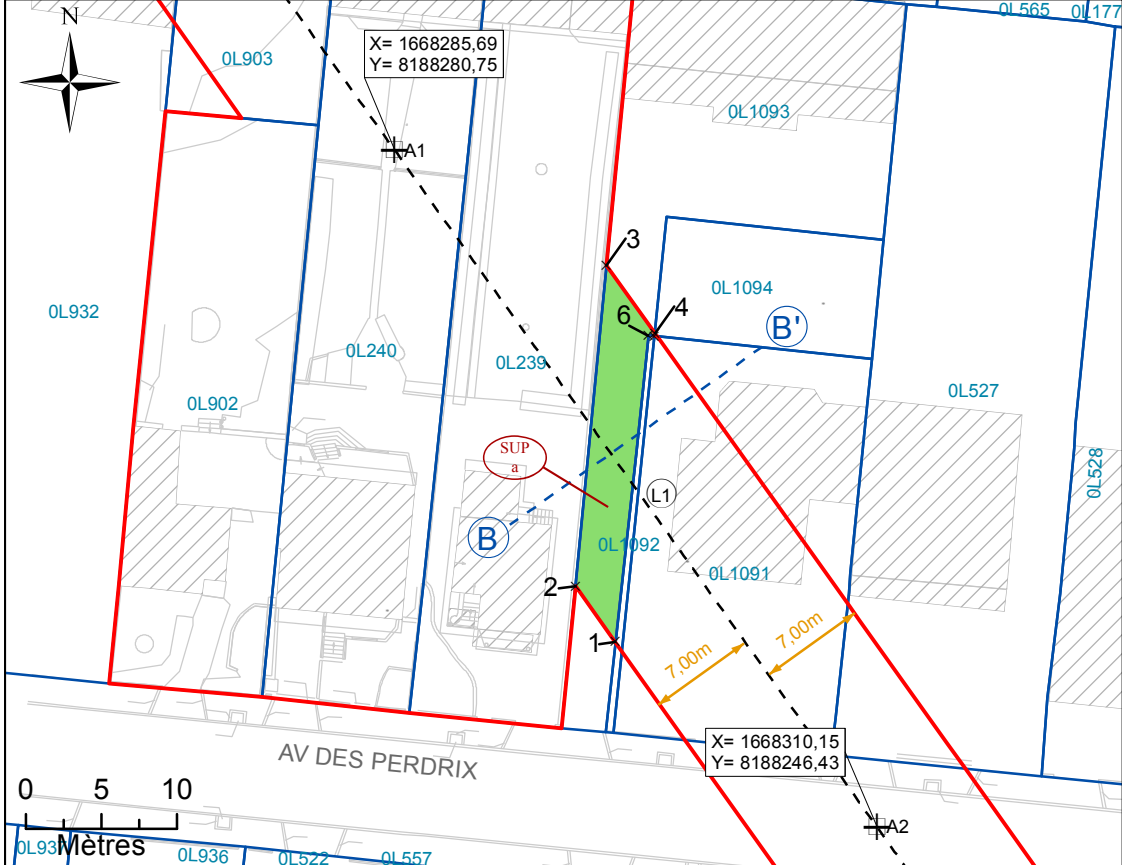 0L565
0L177
N
X= 1668285,69
Y= 8188280,75
0L903
0L1093
A1
3
0L1094
4
6
B'
0L932
0L240
0L239
0L527
0L902
SUP
a
0L528
L1
B
0L1092
0L1091
2
1
7,00m
7,00m
X= 1668310,15
Y= 8188246,43
AV DES PERDRIX
0 5 10
Mètres
A2
0L93
0L936
0L522
0L557